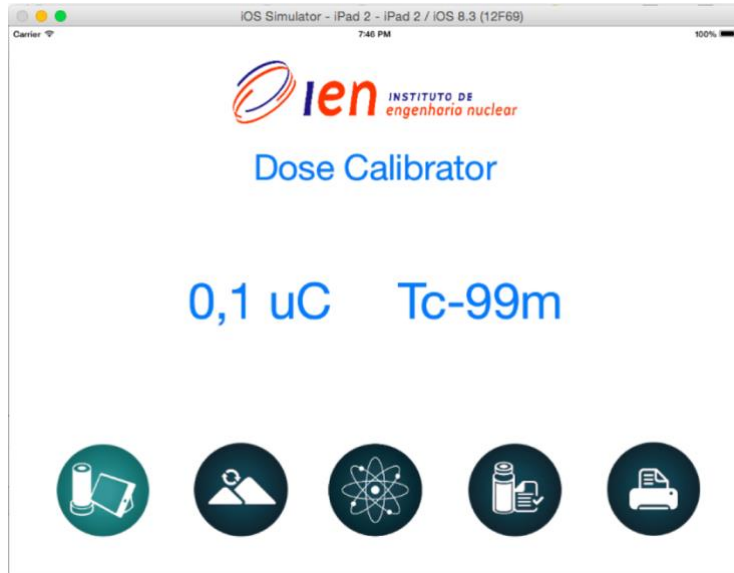 iOS Simulator - iPad 2 - iPad 2 / iOS 8.3 (12F69)
Carrier 7:46 PM 100%
ien INSTITUTO DE
engenharia nuclear
Dose Calibrator
0,1 uC Tc-99m